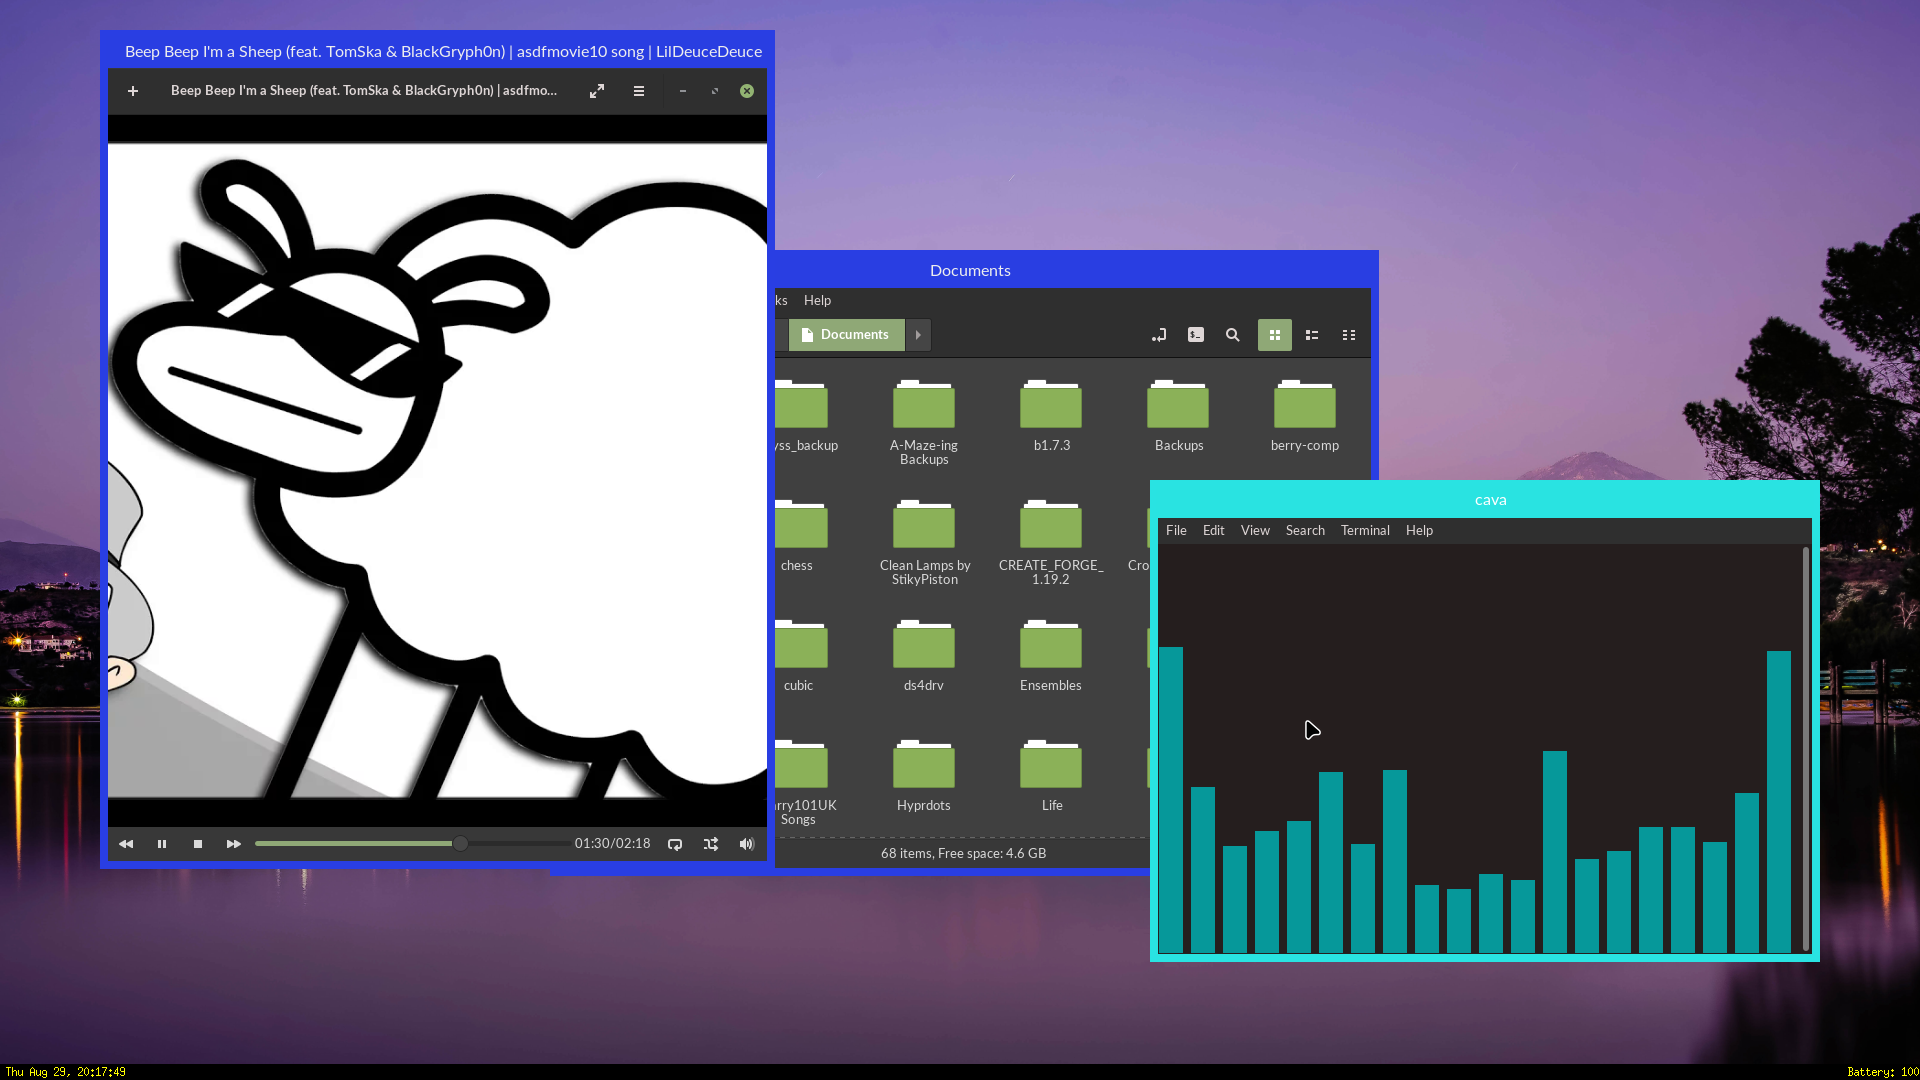 Beep Beep I'm a Sheep (feat. TomSka & BlackGryph0n) | asdfmovie10 song | LilDeuceDeuce
Beep Beep I'm a Sheep (feat. TomSka & BlackGryph0n) | asdfmo...
01:30/02:18
Documents
ks Help
Documents
yss_backup A-Maze-ing b1.7.3 Backups berry-comp
Backups
chess Clean Lamps by CREATE_FORGE_ Cro
StikyPiston 1.19.2
cubic ds4drv Ensembles
rry101UK Hyprdots Life
Songs
68 items, Free space: 4.6 GB
cava
File Edit View Search Terminal Help
Thu Aug 29, 20:17:49
Battery: 100